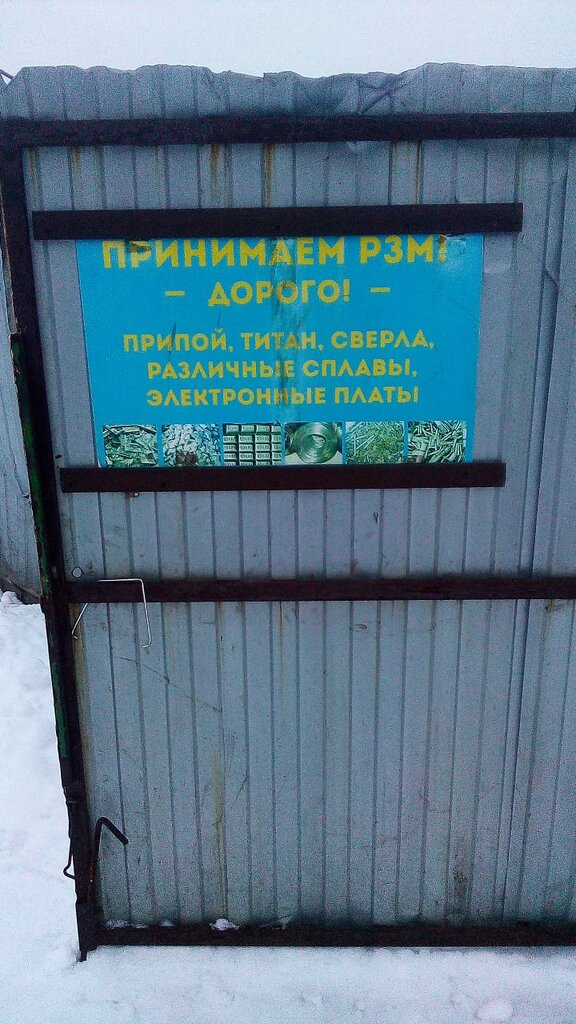 ПРИНИМАЕМ РЗМ!
— ДОРОГО! —
ПРИПОЙ, ТИТАН, СВЕРЛА,
РАЗЛИЧНЫЕ СПЛАВЫ,
ЭЛЕКТРОННЫЕ ПЛАТЫ